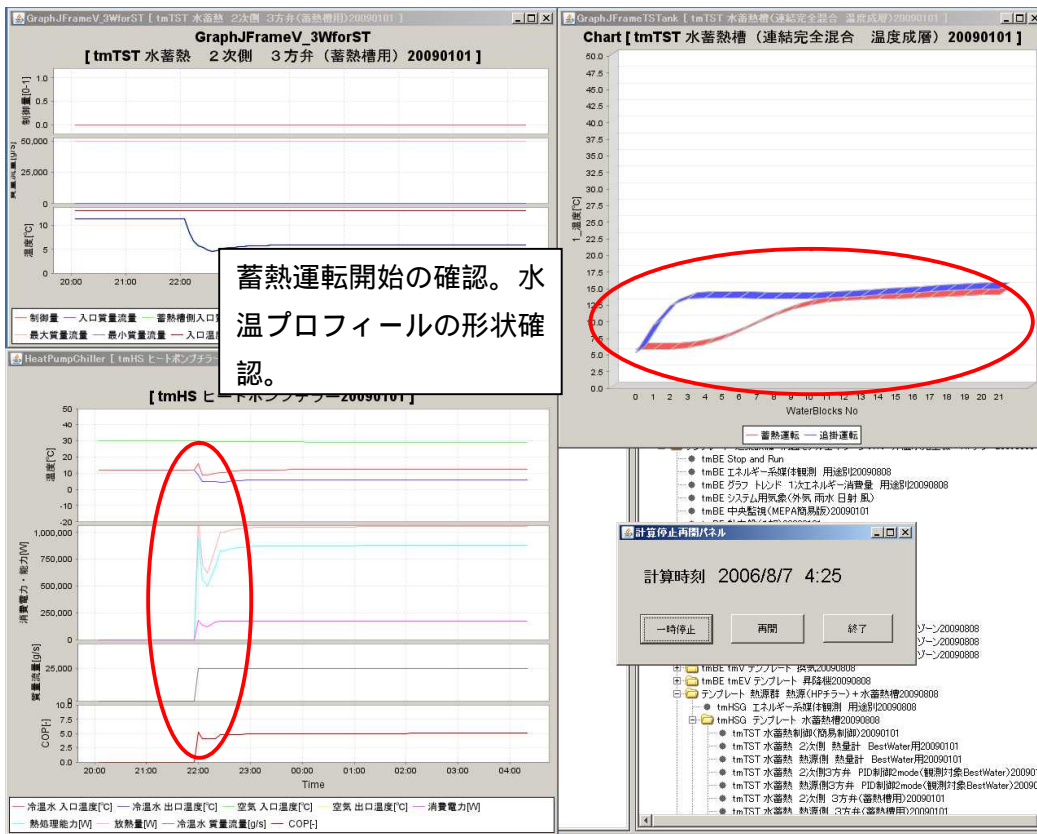 GraphJFrameV_3WforST [ tmTST 水蓄熱 2次側 3方弁(蓄熱槽用)20090101 ]
GraphJFrameV_3WforST
[ tmTST 水蓄熱 2次側 3方弁(蓄熱槽用)20090101 ]
制御量[0-1]
1.0
0.5
0.0
質量流量[g/s]
50,000
25,000
0
温度[℃]
10
5
0
20:00 21:00 22:00
制御量 入口質量流量 蓄熱槽側入口
最大質量流量 最小質量流量 入口温
蓄熱運転開始の確認。水
温プロフィールの形状確
認。
GraphJFrameTSTank [ tmTST 水蓄熱槽(連結完全混合 温度成層)20090101 ]
Chart [ tmTST 水蓄熱槽(連結完全混合 温度成層)20090101 ]
1_温度[℃]
50.0
47.5
45.0
42.5
40.0
37.5
35.0
32.5
30.0
27.5
25.0
22.5
20.0
17.5
15.0
12.5
10.0
7.5
5.0
2.5
0.0
0 1 2 3 4 5 6 7 8 9 10 11 12 13 14 15 16 17 18 19 20 21
WaterBlocks No
蓄熱運転 追掛運転
HeatPumpChiller [ tmHS ヒートポンプチラー
[ tmHS ヒートポンプチラー20090101 ]
温度[℃]
50
40
30
20
10
0
-10
-20
消費電力・能力[W]
1,000,000
750,000
500,000
250,000
0
質量流量[g/s]
25,000
0
COP[-]
10.0
7.5
5.0
2.5
0.0
20:00 21:00 22:00 23:00 00:00 01:00 02:00 03:00 04:00
Time
冷温水 入口温度[℃] 冷温水 出口温度[℃] 空気 入口温度[℃] 空気 出口温度[℃] 消費電力[W]
熱処理能力[W] 放熱量[W] 冷温水 質量流量[g/s] COP[-]
tmBE Stop and Run
tmBE エネルギー系媒体観測 用途別20090808
tmBE グラフ トレンド 1次エネルギー消費量 用途別20090808
tmBE システム用気象(外気 雨水 日射 風)
tmBE 中央監視(MEPA簡易版)20090101
計算停止再開パネル
計算時刻 2006/8/7 4:25
一時停止 再開 終了
ゾーン20090808
ゾーン20090808
ゾーン20090808
tmBE tmV テンプレート 換気20090808
tmBE tmEV テンプレート 昇降機20090808
テンプレート 熱源群 熱源(HPチラー)+水蓄熱槽20090808
tmHSG エネルギー系媒体観測 用途別20090808
tmHSG テンプレート 水蓄熱槽20090808
tmTST 水蓄熱制御(簡易制御)20090101
tmTST 水蓄熱 2次側 熱量計 BestWater用20090101
tmTST 水蓄熱 熱源側 熱量計 BestWater用20090101
tmTST 水蓄熱 2次側3方弁 PID制御2mode(観測対象BestWater)20090
tmTST 水蓄熱 熱源側3方弁 PID制御2mode(観測対象BestWater)2009
tmTST 水蓄熱 2次側 3方弁(蓄熱槽用)20090101
tmTST 水蓄熱 熱源側 3方弁(蓄熱槽用)20090101